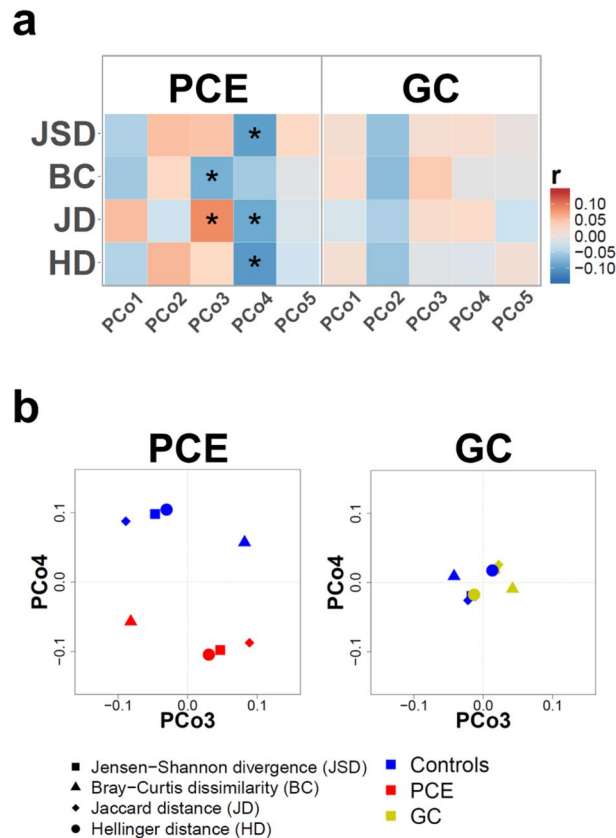 a
PCE GC
JSD
BC
JD
HD
* * * * *
r
0.10
0.05
0.00
−0.05
−0.10
PCo1 PCo2 PCo3 PCo4 PCo5 PCo1 PCo2 PCo3 PCo4 PCo5
b
PCE GC
PCo4
0.1
0.0
−0.1
−0.1 0.0 0.1
PCo3
PCo4
0.1
0.0
−0.1
−0.1 0.0 0.1
PCo3
Jensen−Shannon divergence (JSD)
Bray−Curtis dissimilarity (BC)
Jaccard distance (JD)
Hellinger distance (HD)
Controls
PCE
GC